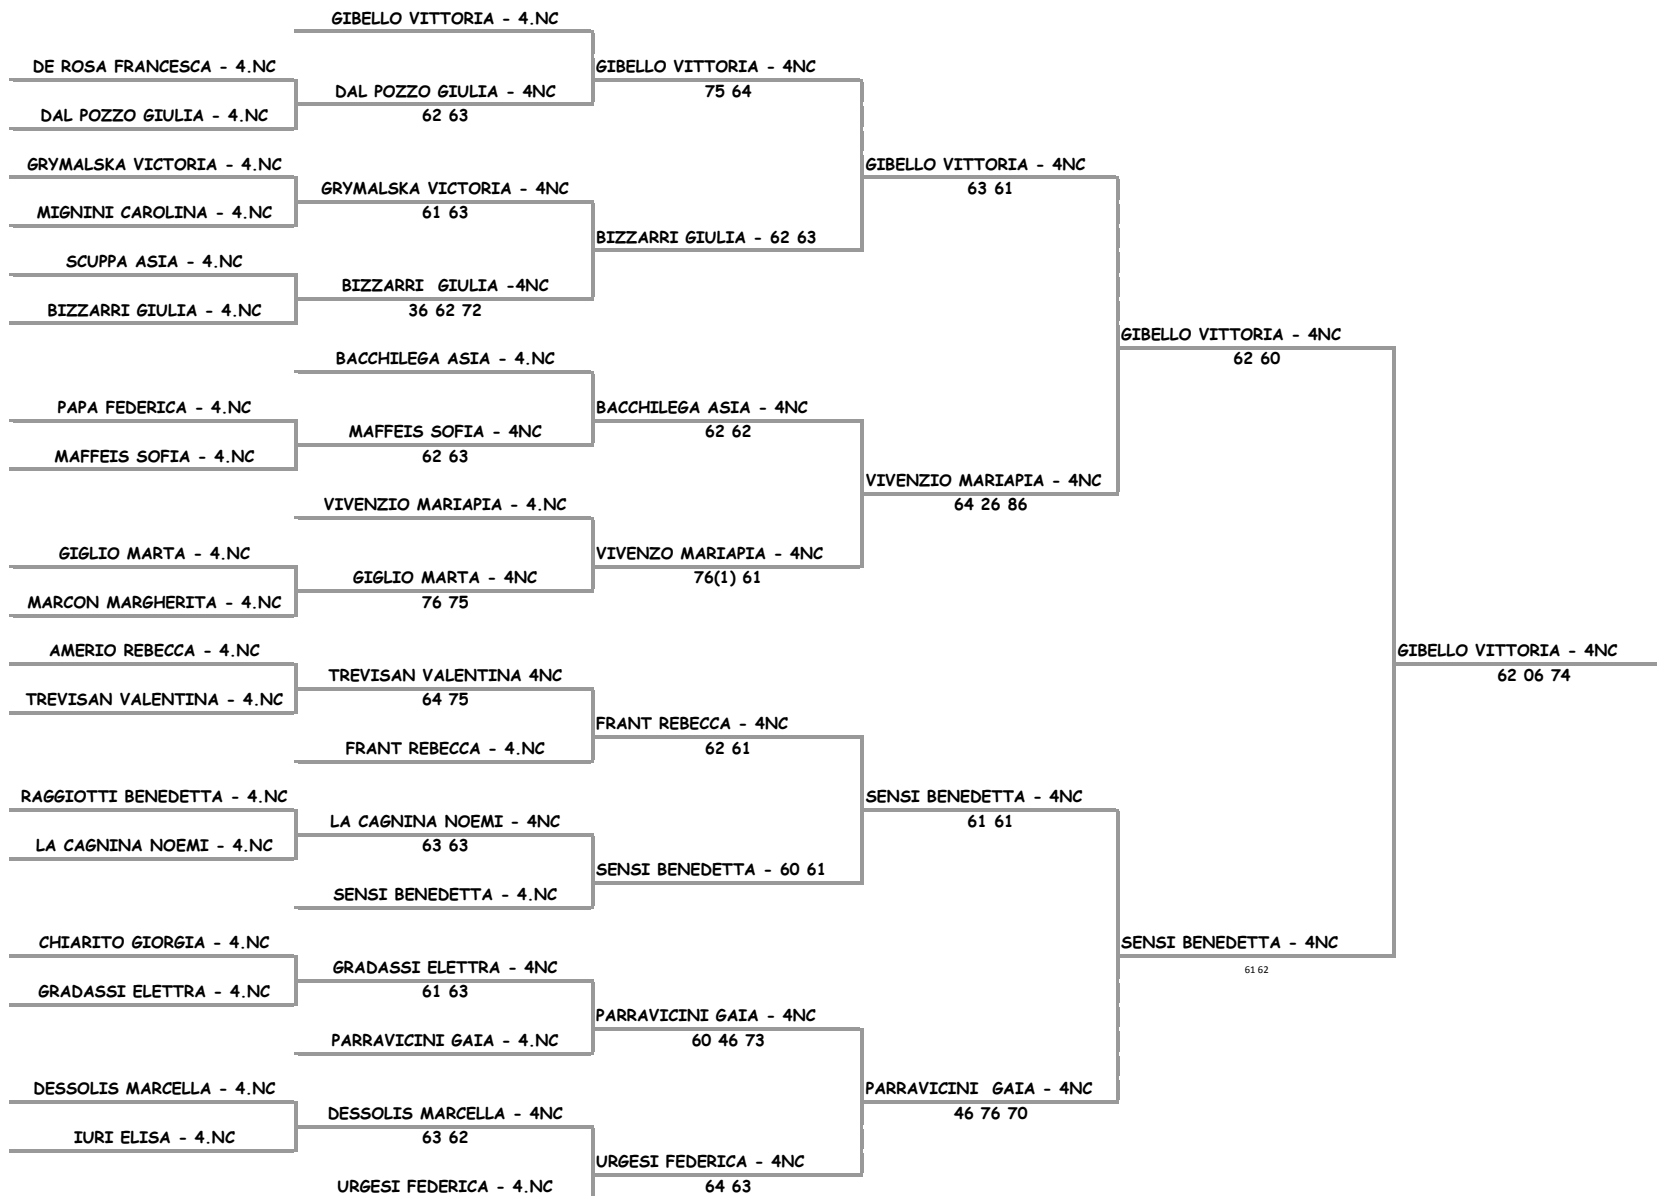 GIBELLO VITTORIA - 4.NC
DE ROSA FRANCESCA - 4.NC
GIBELLO VITTORIA - 4NC
DAL POZZO GIULIA - 4NC
75 64
DAL POZZO GIULIA - 4.NC
62 63
GRYMALSKA VICTORIA - 4.NC
GIBELLO VITTORIA - 4NC
GRYMALSKA VICTORIA - 4NC
63 61
MIGNINI CAROLINA - 4.NC
61 63
BIZZARRI GIULIA - 62 63
SCUPPA ASIA - 4.NC
BIZZARRI  GIULIA -4NC
BIZZARRI GIULIA - 4.NC
36 62 72
GIBELLO VITTORIA - 4NC
BACCHILEGA ASIA - 4.NC
62 60
PAPA FEDERICA - 4.NC
BACCHILEGA ASIA - 4NC
MAFFEIS SOFIA - 4NC
62 62
MAFFEIS SOFIA - 4.NC
62 63
VIVENZIO MARIAPIA - 4NC
VIVENZIO MARIAPIA - 4.NC
64 26 86
GIGLIO MARTA - 4.NC
VIVENZO MARIAPIA - 4NC
GIGLIO MARTA - 4NC
76(1) 61
MARCON MARGHERITA - 4.NC
76 75
AMERIO REBECCA - 4.NC
GIBELLO VITTORIA - 4NC
TREVISAN VALENTINA 4NC
62 06 74
TREVISAN VALENTINA - 4.NC
64 75
FRANT REBECCA - 4NC
FRANT REBECCA - 4.NC
62 61
RAGGIOTTI BENEDETTA - 4.NC
SENSI BENEDETTA - 4NC
LA CAGNINA NOEMI - 4NC
61 61
LA CAGNINA NOEMI - 4.NC
63 63
SENSI BENEDETTA - 60 61
SENSI BENEDETTA - 4.NC
CHIARITO GIORGIA - 4.NC
SENSI BENEDETTA - 4NC
GRADASSI ELETTRA - 4NC
61 62
GRADASSI ELETTRA - 4.NC
61 63
PARRAVICINI GAIA - 4NC
PARRAVICINI GAIA - 4.NC
60 46 73
DESSOLIS MARCELLA - 4.NC
PARRAVICINI  GAIA - 4NC
DESSOLIS MARCELLA - 4NC
46 76 70
IURI ELISA - 4.NC
63 62
URGESI FEDERICA - 4NC
URGESI FEDERICA - 4.NC
64 63